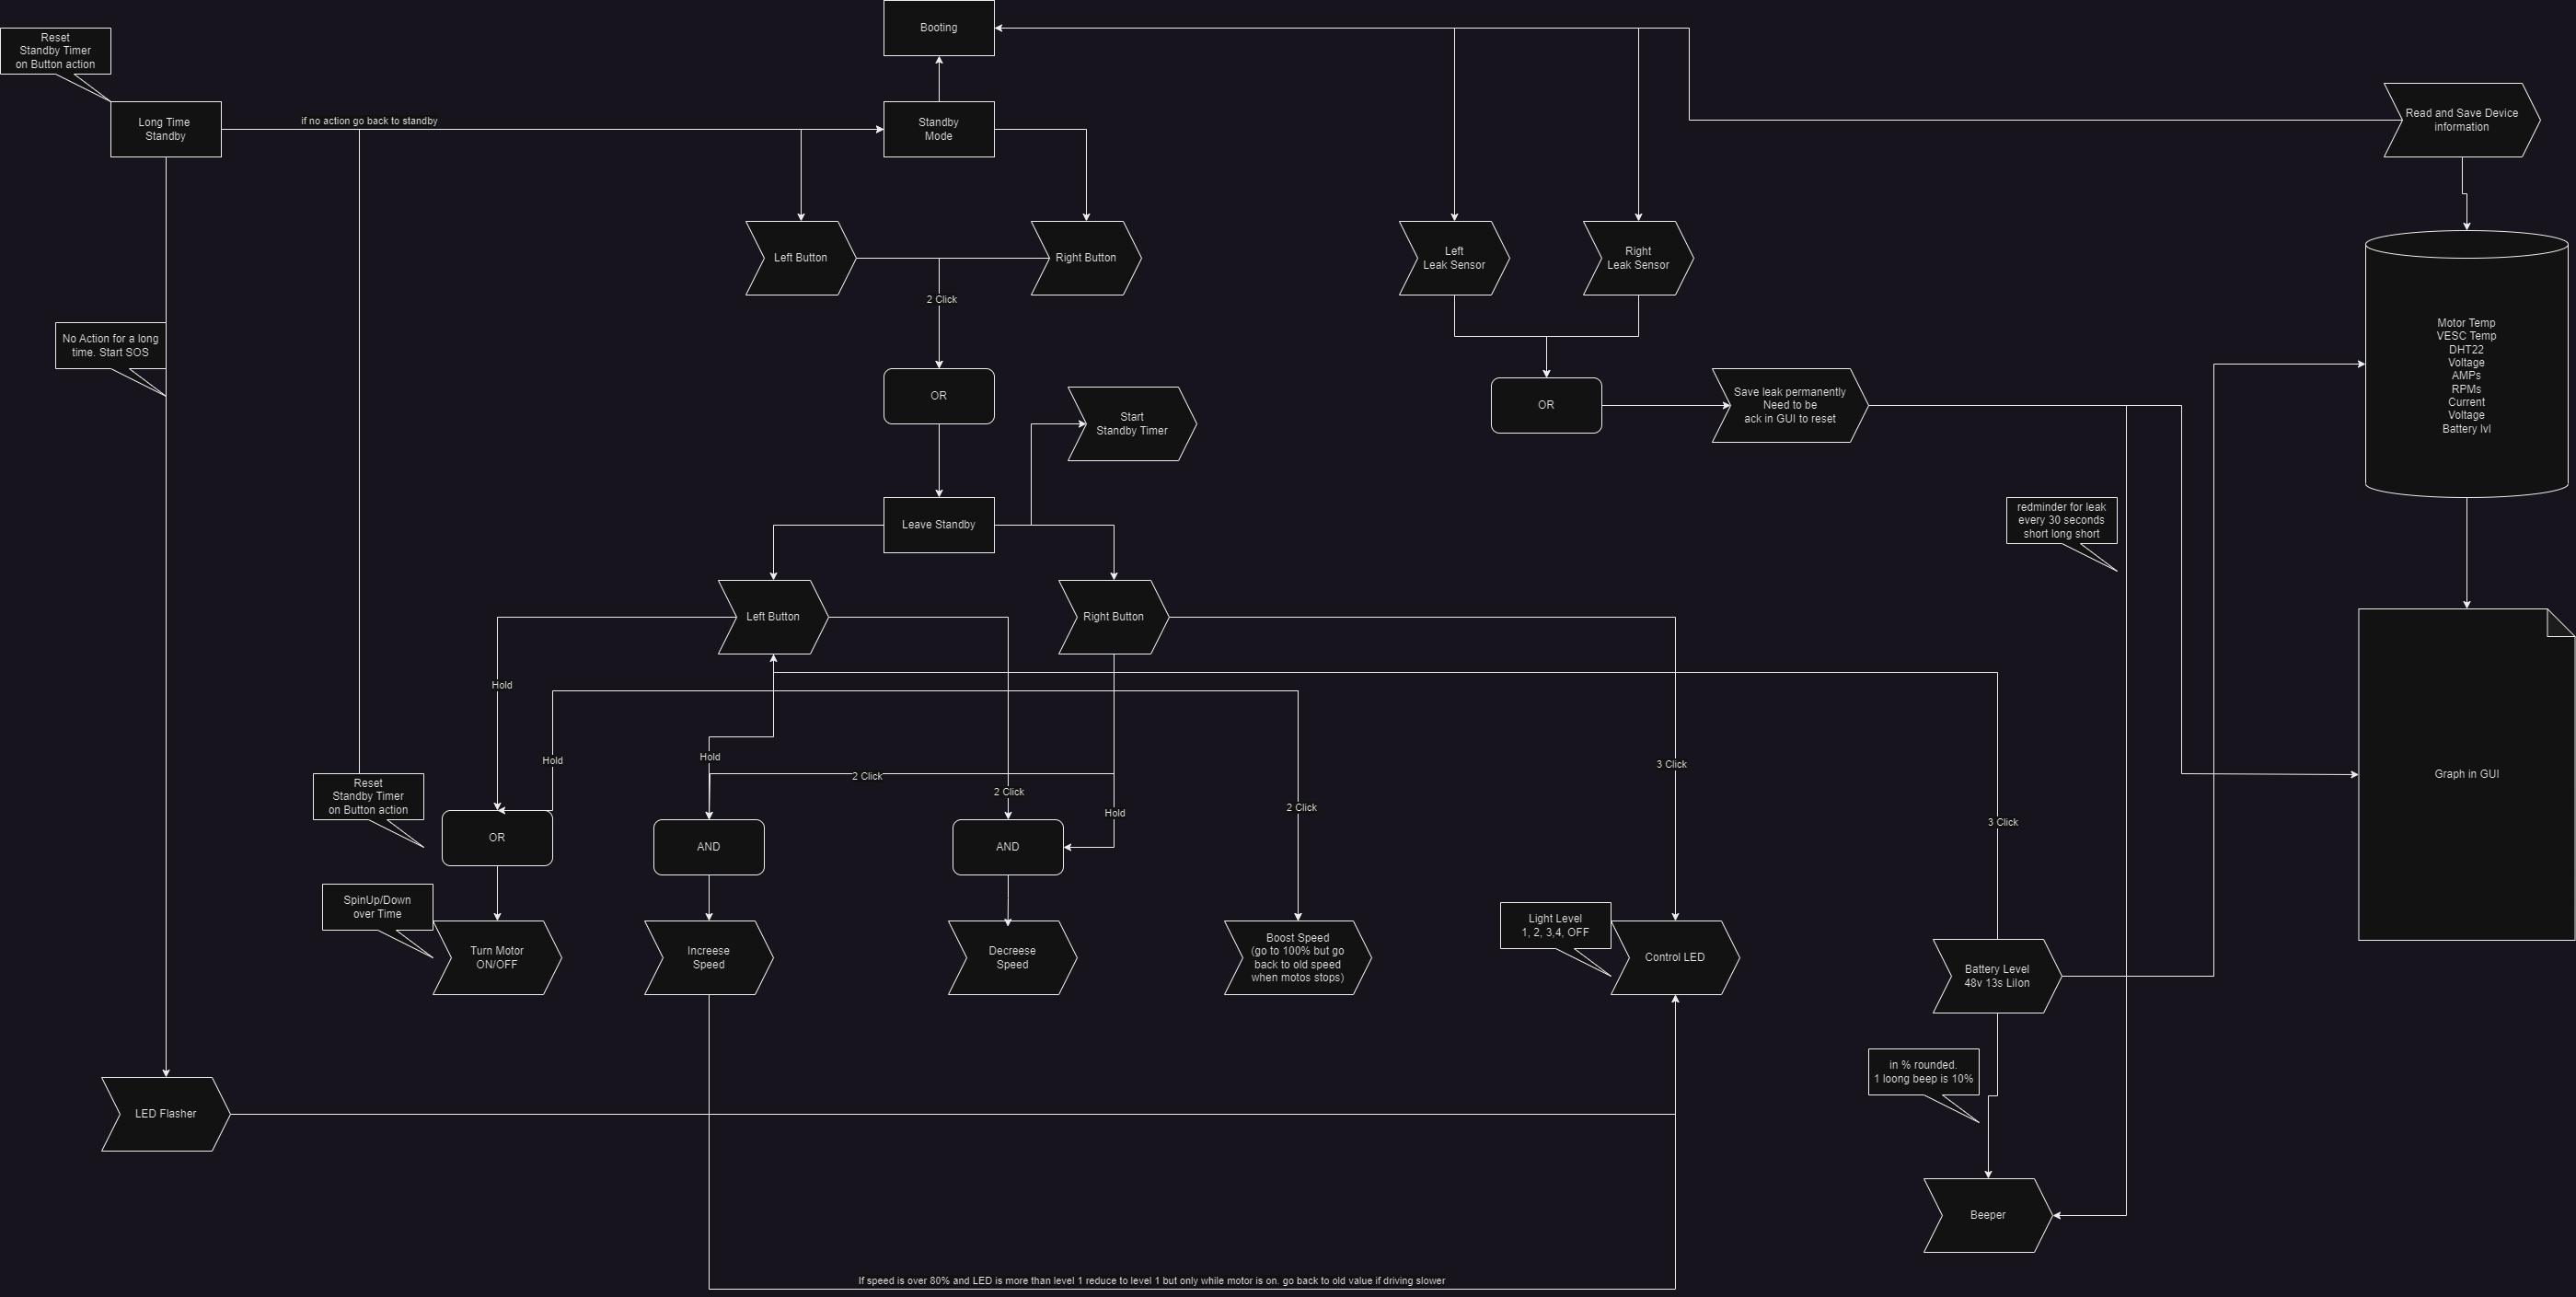 Booting
Reset
Standby Timer
on Button action
Long Time
Standby
if no action go back to standby
Standby
Mode
Read and Save Device
information
Left Button
Right Button
Left
Leak Sensor
Right
Leak Sensor
2 Click
No Action for a long
time. Start SOS
Motor Temp
VESC Temp
DHT22
Voltage
AMPs
RPMs
Current
Voltage
Battery lvl
OR
Start
Standby Timer
OR
Save leak permanently
Need to be
ack in GUI to reset
Leave Standby
redminder for leak
every 30 seconds
short long short
Left Button
Right Button
Hold
Hold
Hold
2 Click
2 Click
Hold
2 Click
3 Click
3 Click
Graph in GUI
Reset
Standby Timer
on Button action
OR
AND
AND
SpinUp/Down
over Time
Turn Motor
ON/OFF
Increese
Speed
Decreese
Speed
Boost Speed
(go to 100% but go
back to old speed
when motos stops)
Light Level
1, 2, 3,4, OFF
Control LED
Battery Level
48v 13s LiIon
in % rounded.
1 loong beep is 10%
LED Flasher
Beeper
If speed is over 80% and LED is more than level 1 reduce to level 1 but only while motor is on. go back to old value if driving slower